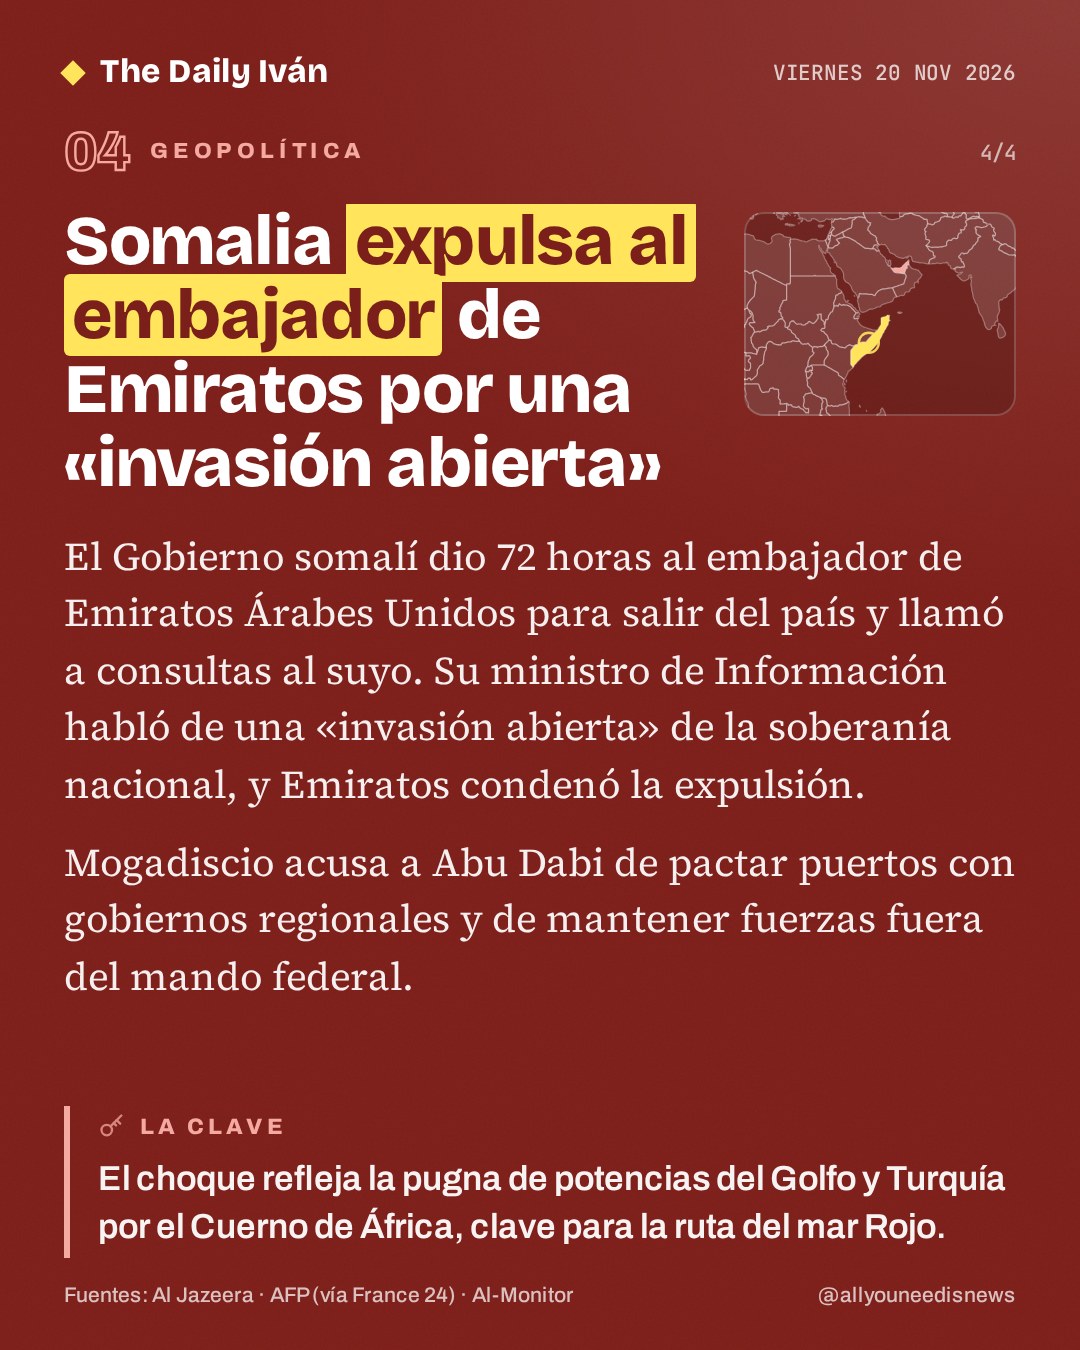 The Daily Iván
VIERNES 20 NOV 2026
04 GEOPOLÍTICA
4/4
Somalia expulsa al
embajador de
Emiratos por una
«invasión abierta»
El Gobierno somalí dio 72 horas al embajador de
Emiratos Árabes Unidos para salir del país y llamó
a consultas al suyo. Su ministro de Información
habló de una «invasión abierta» de la soberanía
nacional, y Emiratos condenó la expulsión.
Mogadiscio acusa a Abu Dabi de pactar puertos con
gobiernos regionales y de mantener fuerzas fuera
del mando federal.
LA CLAVE
El choque refleja la pugna de potencias del Golfo y Turquía
por el Cuerno de África, clave para la ruta del mar Rojo.
Fuentes: Al Jazeera · AFP (vía France 24) · Al-Monitor
@allyouneedisnews